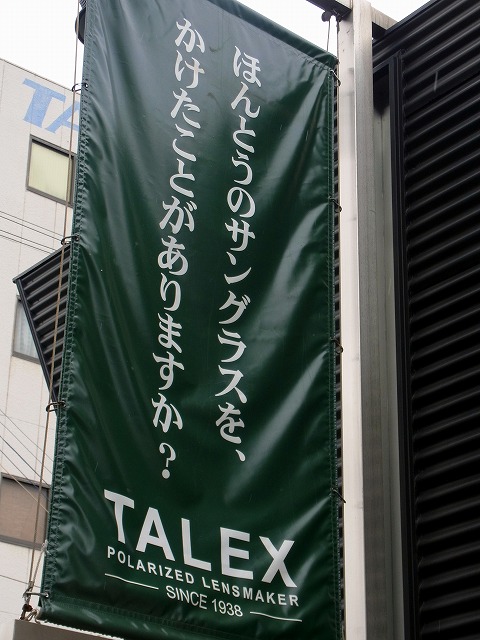 ほんとうのサングラスを、
かけたことがありますか?
TALEX
POLARIZED LENSMAKER
SINCE 1938
TA